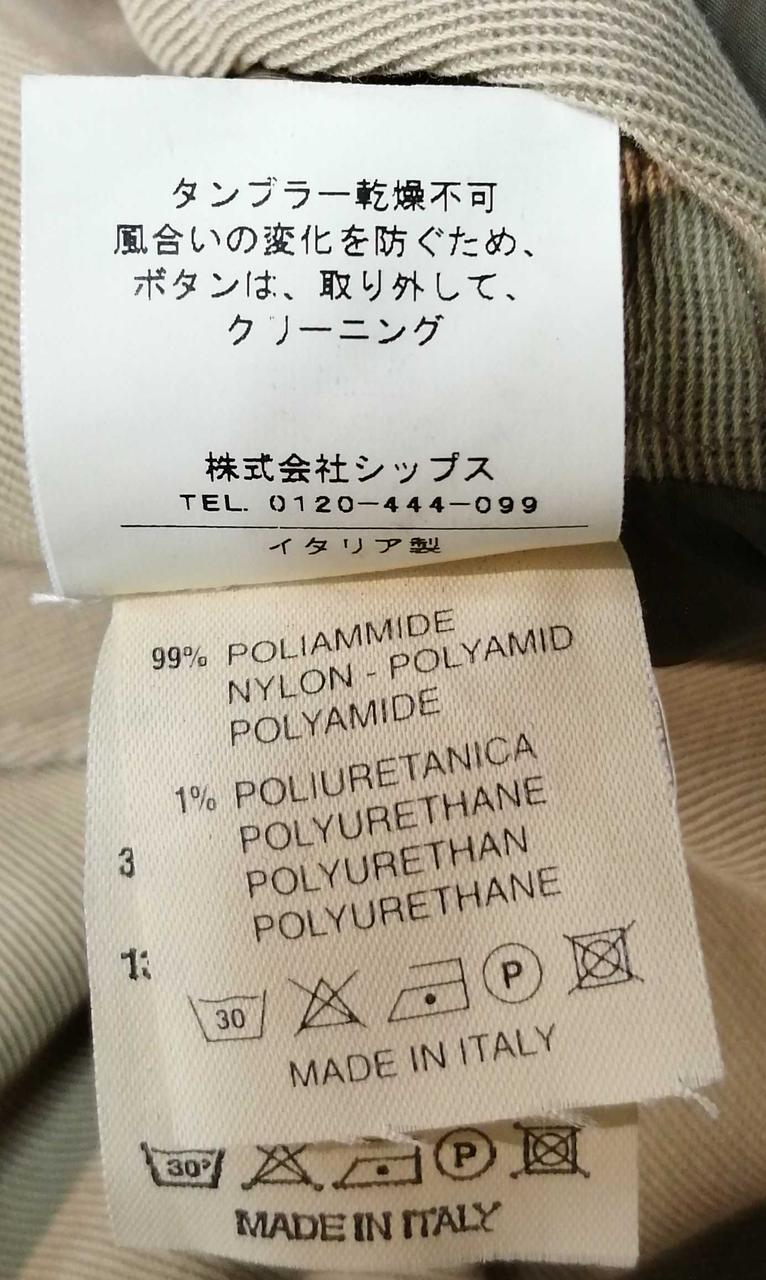 タンブラー乾燥不可
風合いの変化を防ぐため、
ボタンは、取り外して、
クリーニング
株式会社シップス
TEL. 0120-444-099
イタリア製
99% POLIAMMIDE
NYLON - POLYAMID
POLYAMIDE
1% POLIURETANICA
POLYURETHANE
POLYURETHAN
POLYURETHANE
3
30 P
MADE IN ITALY
30° P
MADE IN ITALY